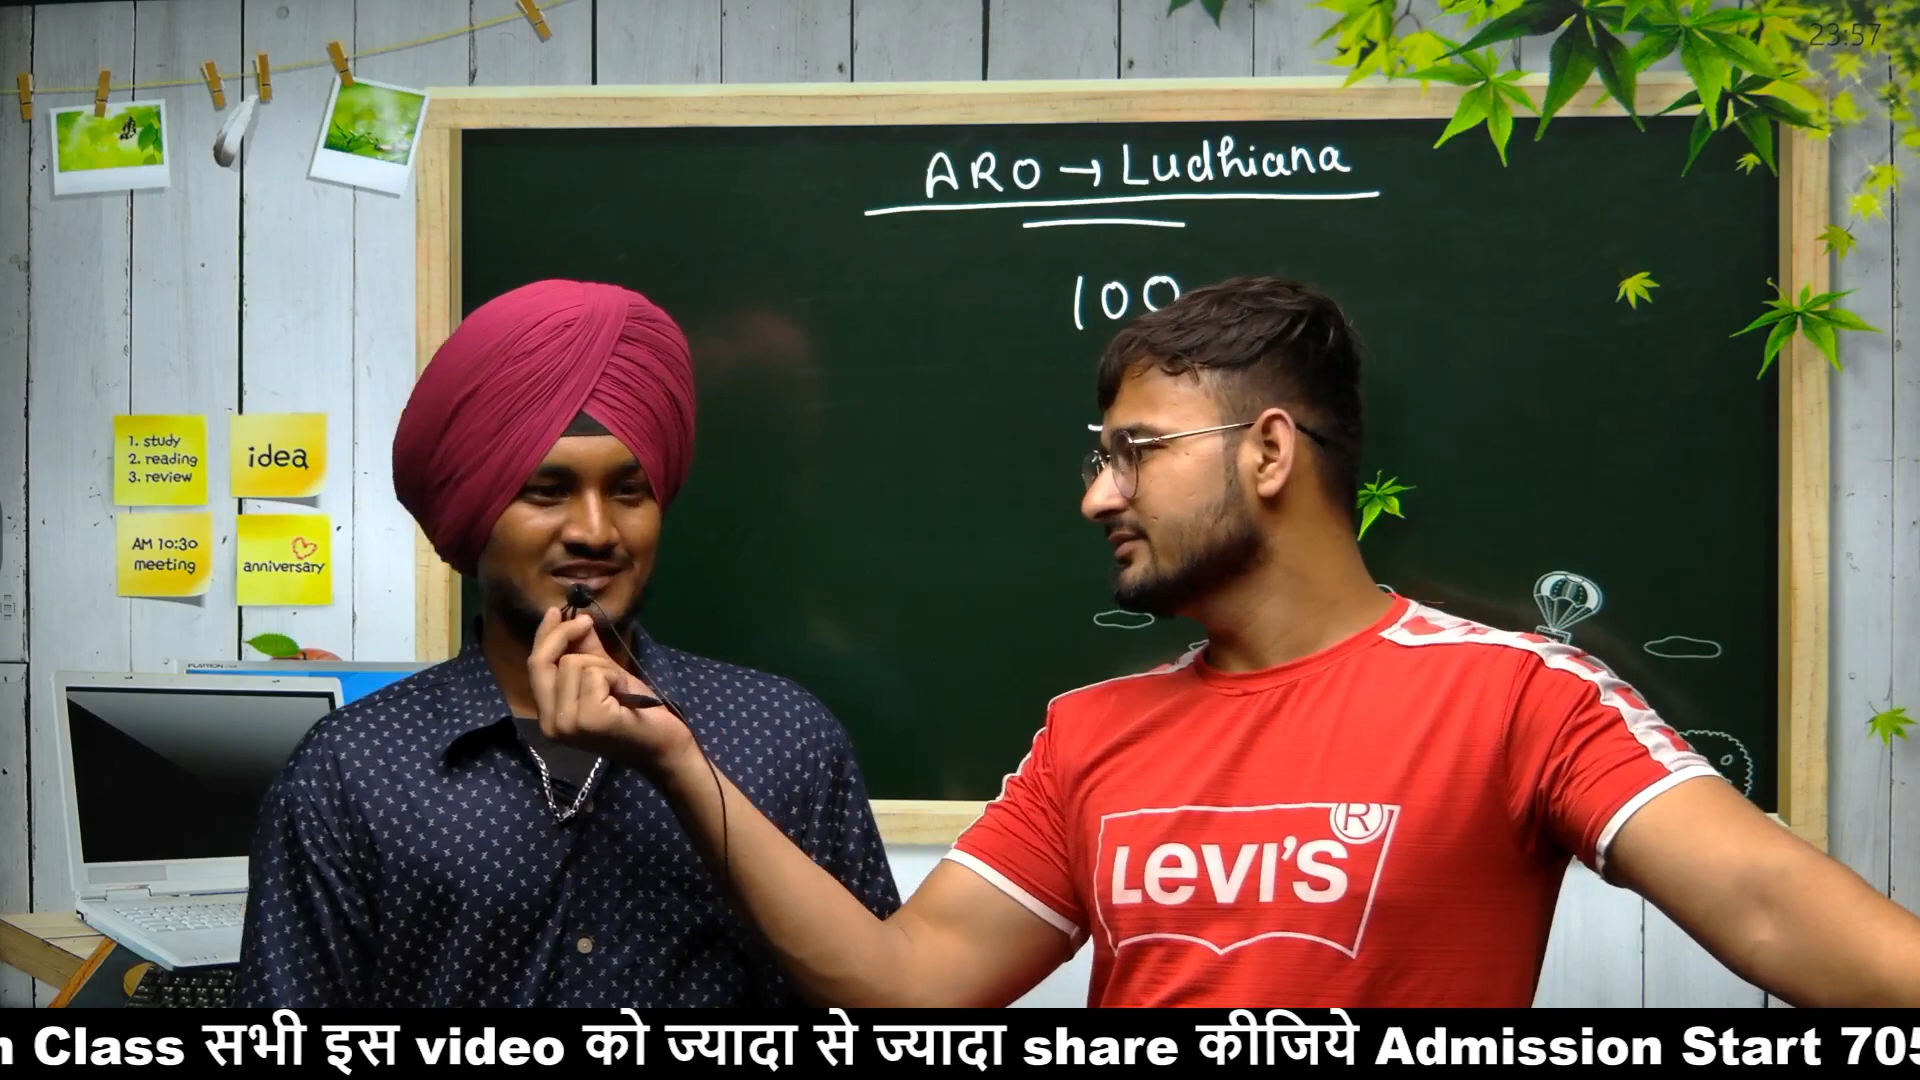 23:57
ARO → Ludhiana
100
1. study
2. reading
3. review
idea
AM 10:30
meeting
anniversary
FLATRON
LEVI'S
R
Class सभी इस video को ज्यादा से ज्यादा share कीजिये Admission Start 705